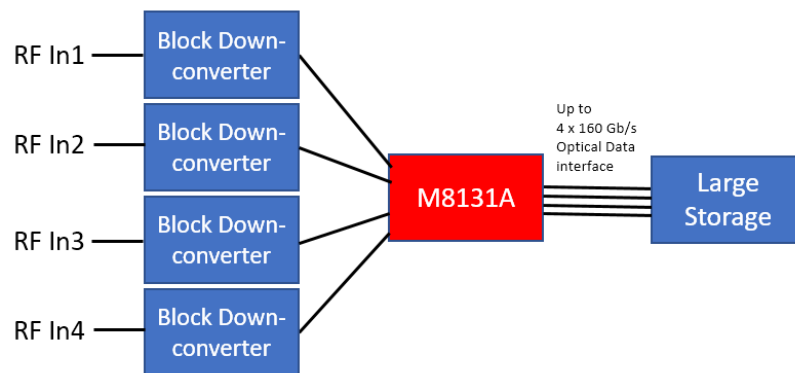 RF In1
Block Down-
converter
RF In2
Block Down-
converter
RF In3
Block Down-
converter
RF In4
Block Down-
converter
M8131A
Up to
4 x 160 Gb/s
Optical Data
interface
Large
Storage